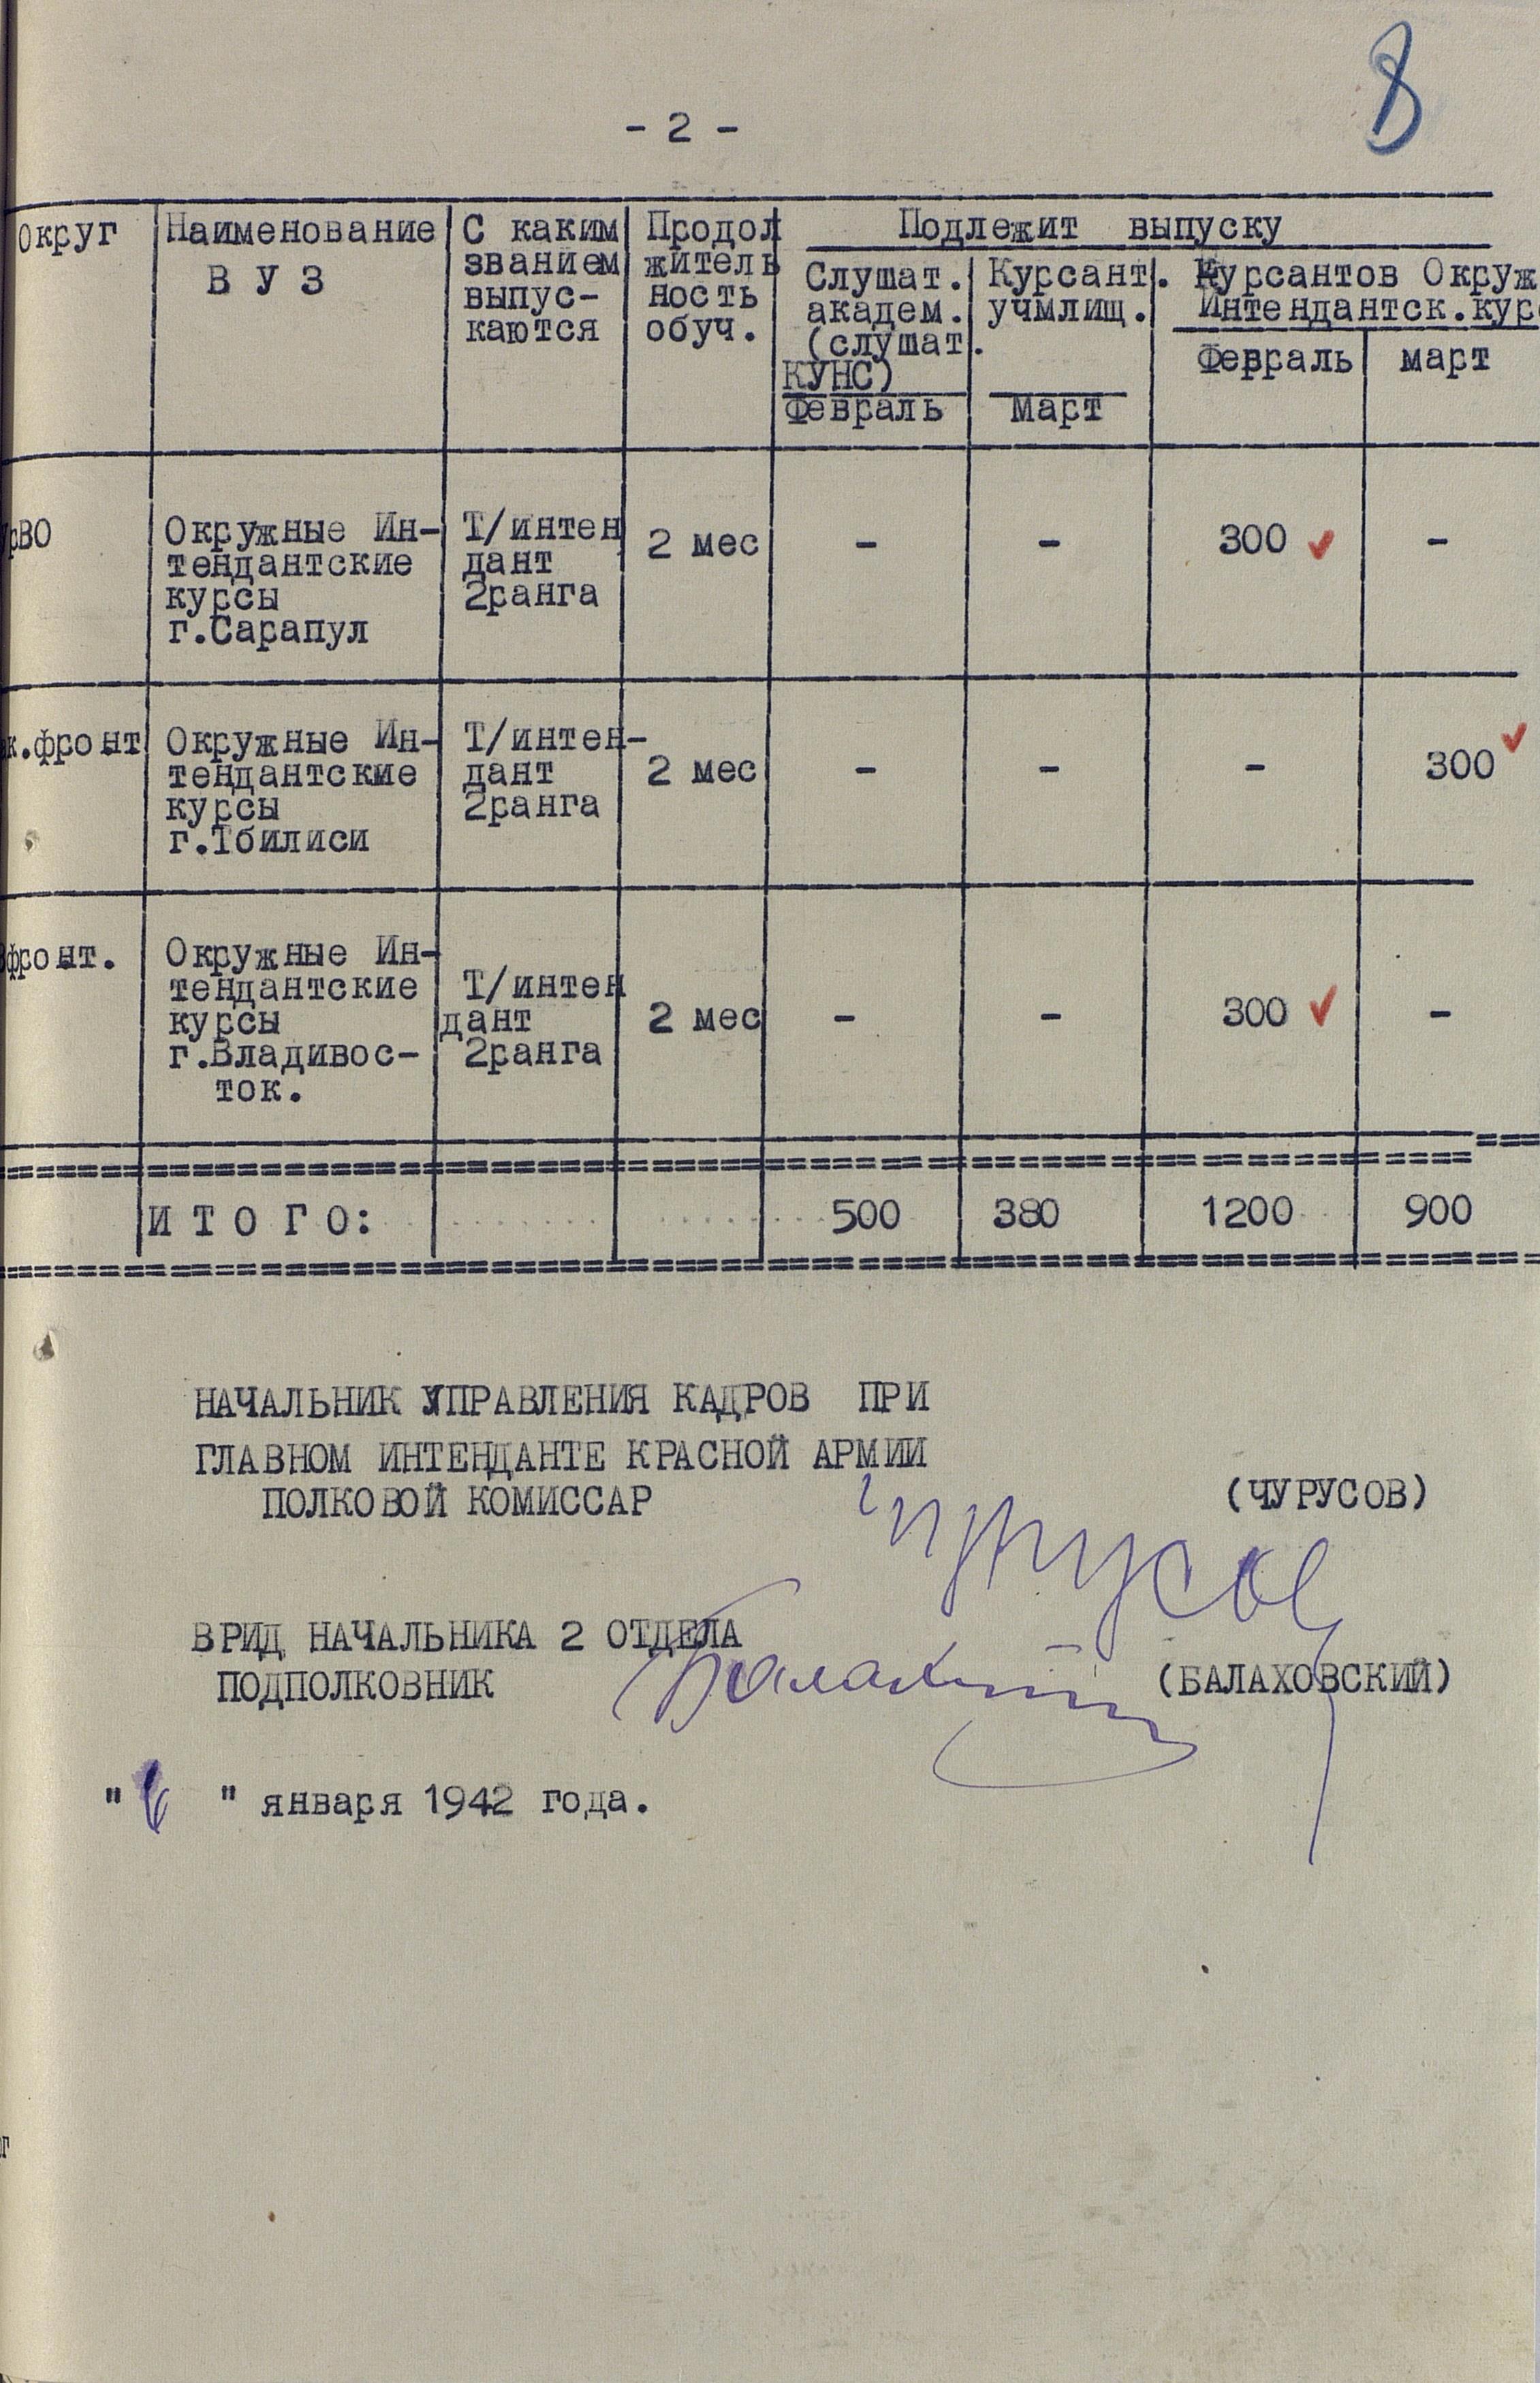 8
- 2 -
Округ
Наименование
В У З
С каким
званием
выпус-
каются
Продол
житель
ность
обуч.
Подлежит выпуску
Слушат.
академ.
(слушат.
КУНС)
Февраль
Курсант.
учмлищ.
март
Курсантов Окруж
Интендантск.кур
Февраль
март
рВО
Окружные Ин-
тендантские
курсы
г.Сарапул
Т/интен
дант
2ранга
2 мес
-
-
300
-
к.фронт
Окружные Ин-
тендантские
курсы
г.Тбилиси
Т/интен-
дант
2ранга
2 мес
-
-
-
300
фронт.
Окружные Ин-
тендантские
курсы
г.Владивос-
ток.
Т/интен
дант
2ранга
2 мес
-
-
300
-
И Т О Г О:
500
380
1200
900
НАЧАЛЬНИК УПРАВЛЕНИЯ КАДРОВ ПРИ
ГЛАВНОМ ИНТЕНДАНТЕ КРАСНОЙ АРМИИ
ПОЛКОВОЙ КОМИССАР
(ЧУРУСОВ)
Чурусов
ВРИД НАЧАЛЬНИКА 2 ОТДЕЛА
ПОДПОЛКОВНИК
(БАЛАХОВСКИЙ)
" " января 1942 года.